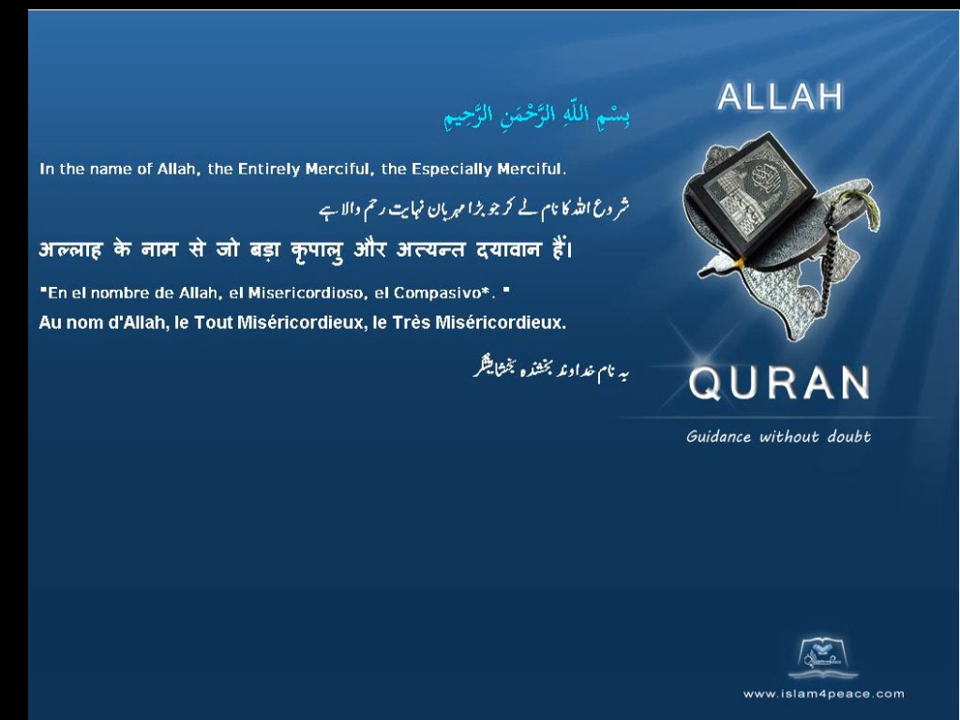 بِسْمِ اللَّهِ الرَّحْمَنِ الرَّحِيمِ
In the name of Allah, the Entirely Merciful, the Especially Merciful.
شروع الله کا نام لے کر جو بڑا مہربان نہایت رحم والا ہے
अल्लाह के नाम से जो बड़ा कृपालु और अत्यन्त दयावान हैं।
"En el nombre de Allah, el Misericordioso, el Compasivo*. "
Au nom d'Allah, le Tout Miséricordieux, le Très Miséricordieux.
به نام خداوند بخشنده بخشایشگر
ALLAH
QURAN
Guidance without doubt
www.islam4peace.com